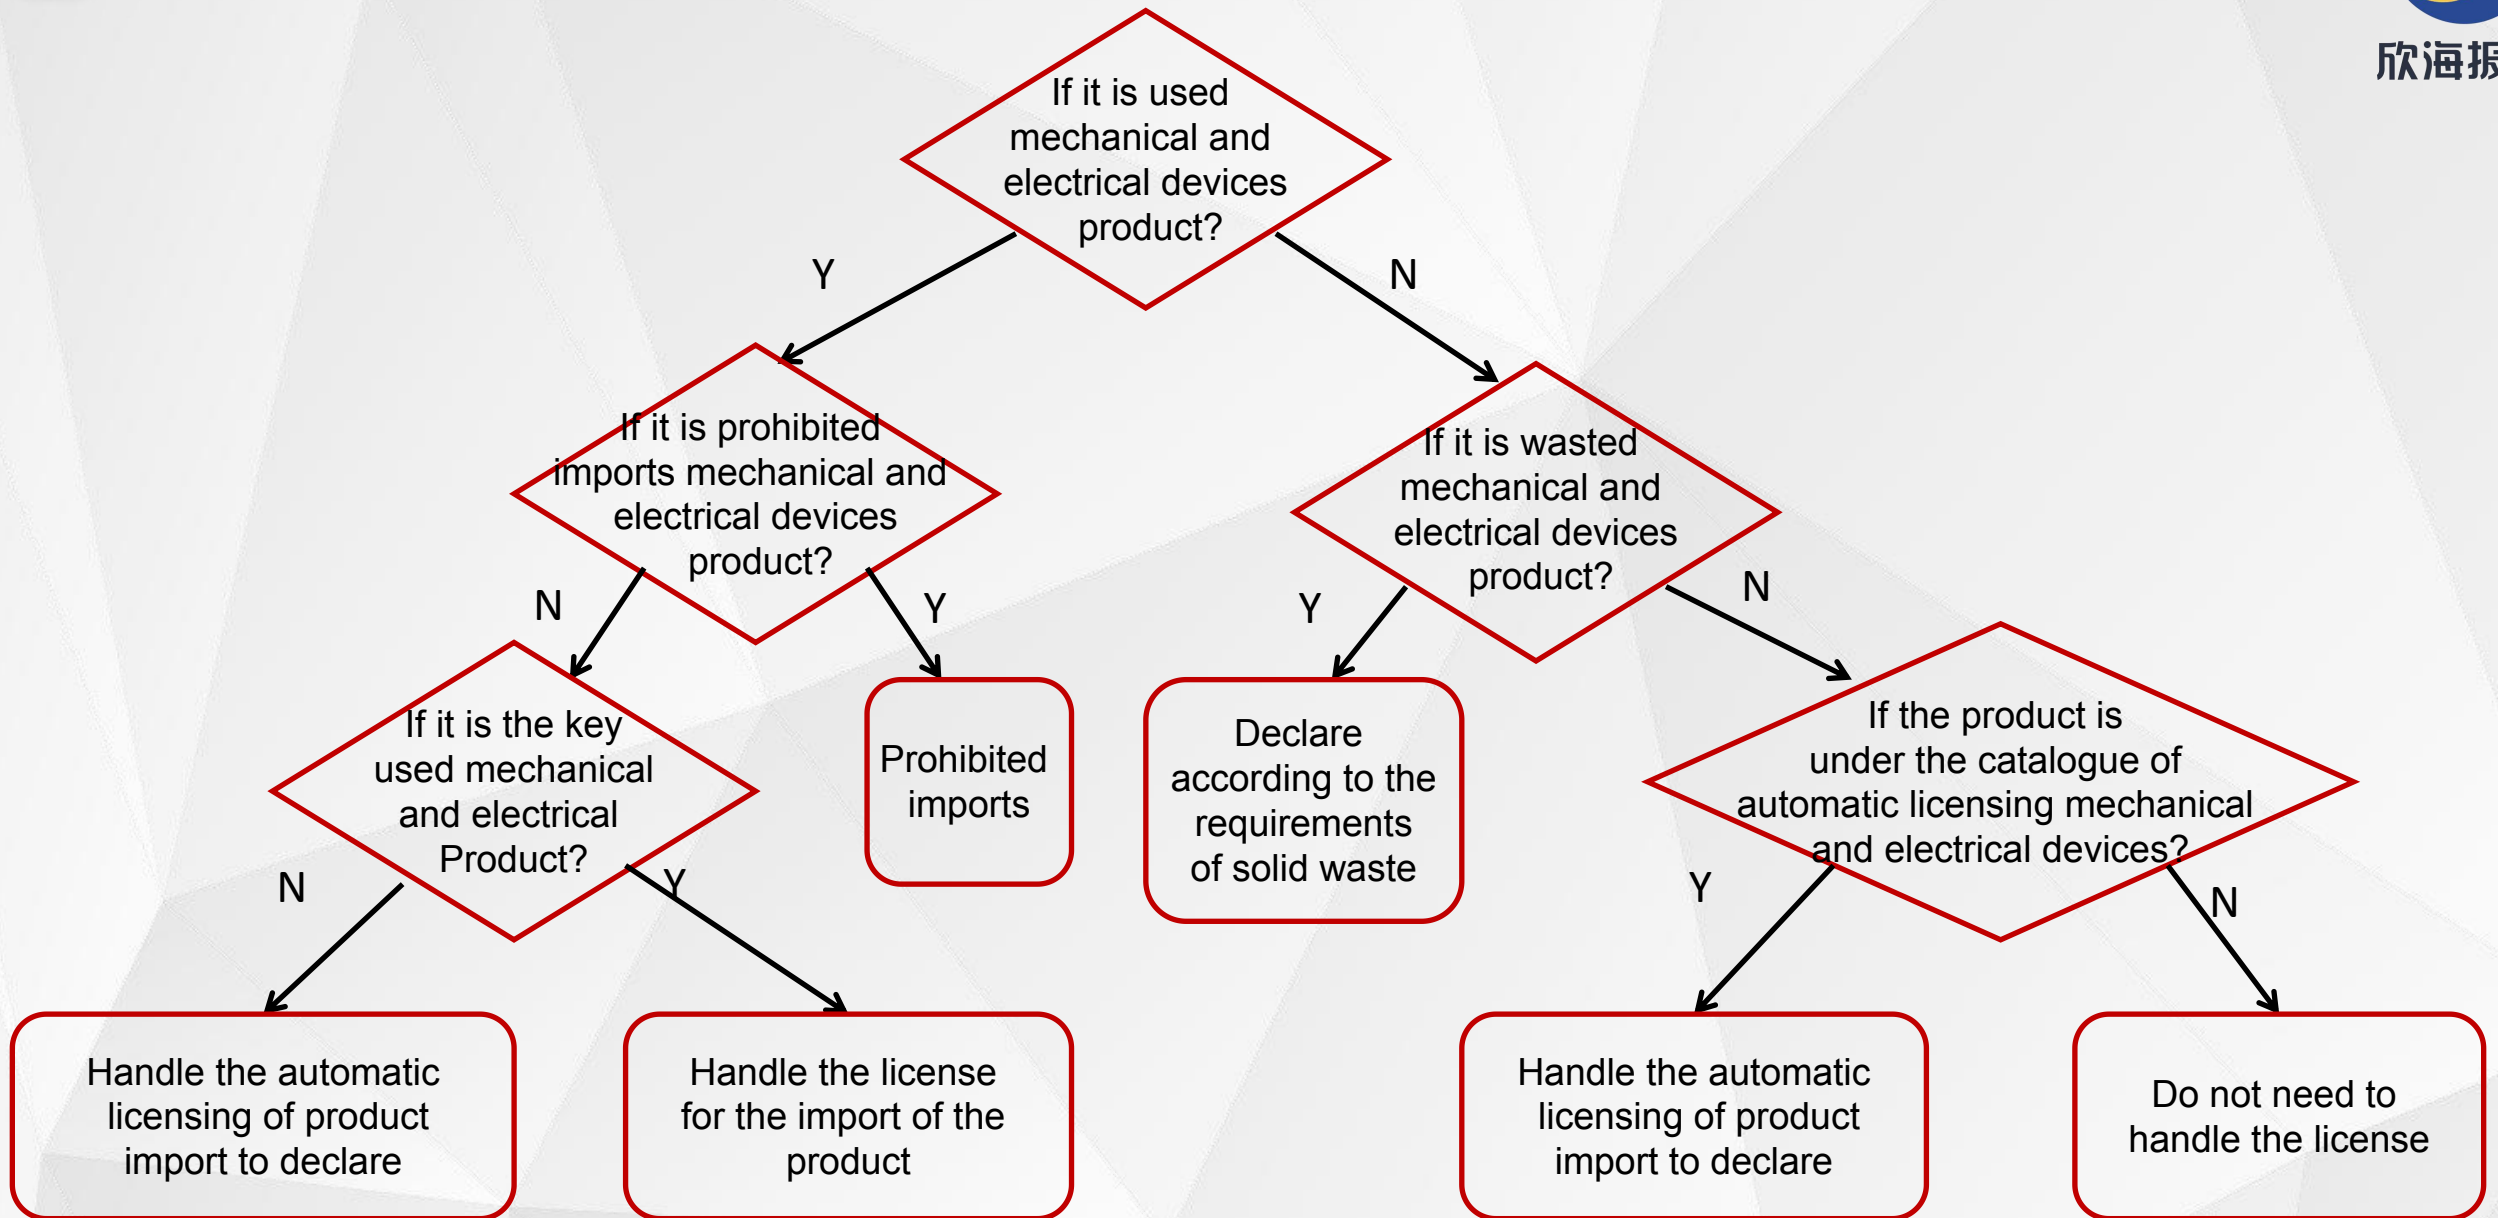 欣海报
If it is used
mechanical and
electrical devices
product?
Y
N
If it is prohibited
imports mechanical and
electrical devices
product?
If it is wasted
mechanical and
electrical devices
product?
N
Y
Y
N
If it is the key
used mechanical
and electrical
Product?
Prohibited
imports
Declare
according to the
requirements
of solid waste
If the product is
under the catalogue of
automatic licensing mechanical
and electrical devices?
N
Y
Y
N
Handle the automatic
licensing of product
import to declare
Handle the license
for the import of the
product
Handle the automatic
licensing of product
import to declare
Do not need to
handle the license